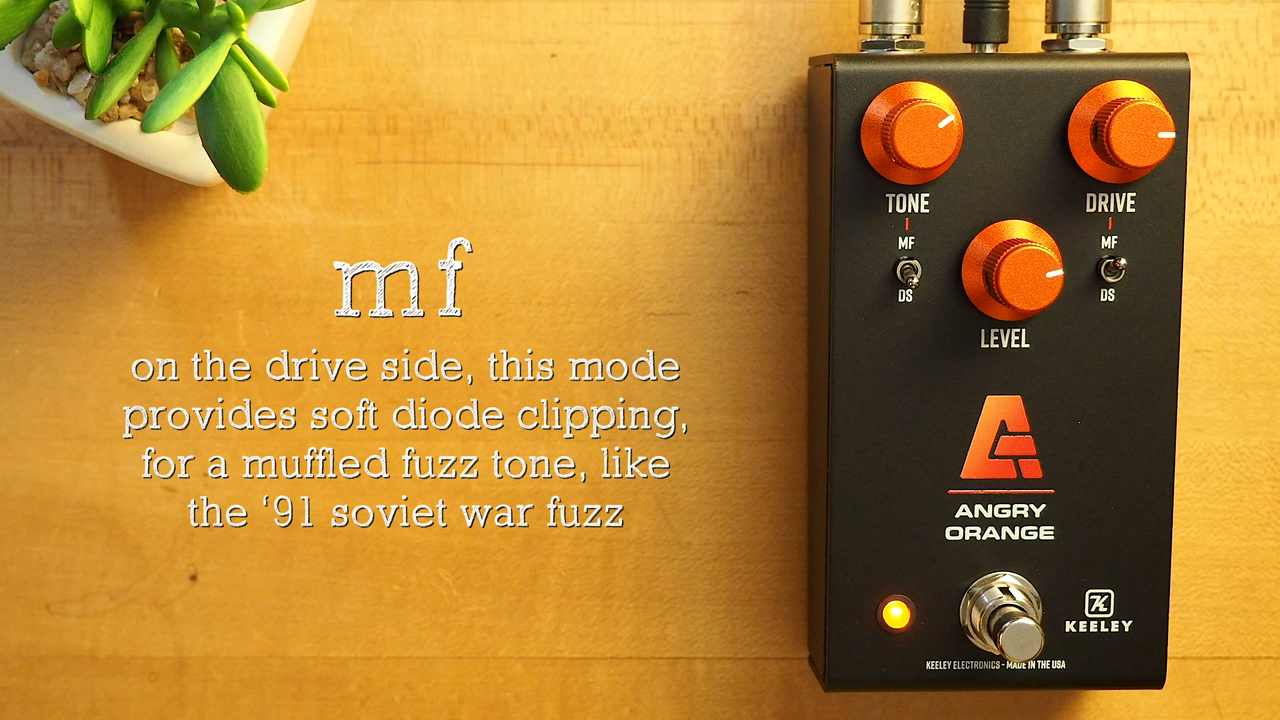 mf
on the drive side, this mode
provides soft diode clipping,
for a muffled fuzz tone, like
the ‘91 soviet war fuzz
TONE
DRIVE
MF
MF
DS
DS
LEVEL
ANGRY
ORANGE
KEELEY
KEELEY ELECTRONICS - MADE IN THE USA